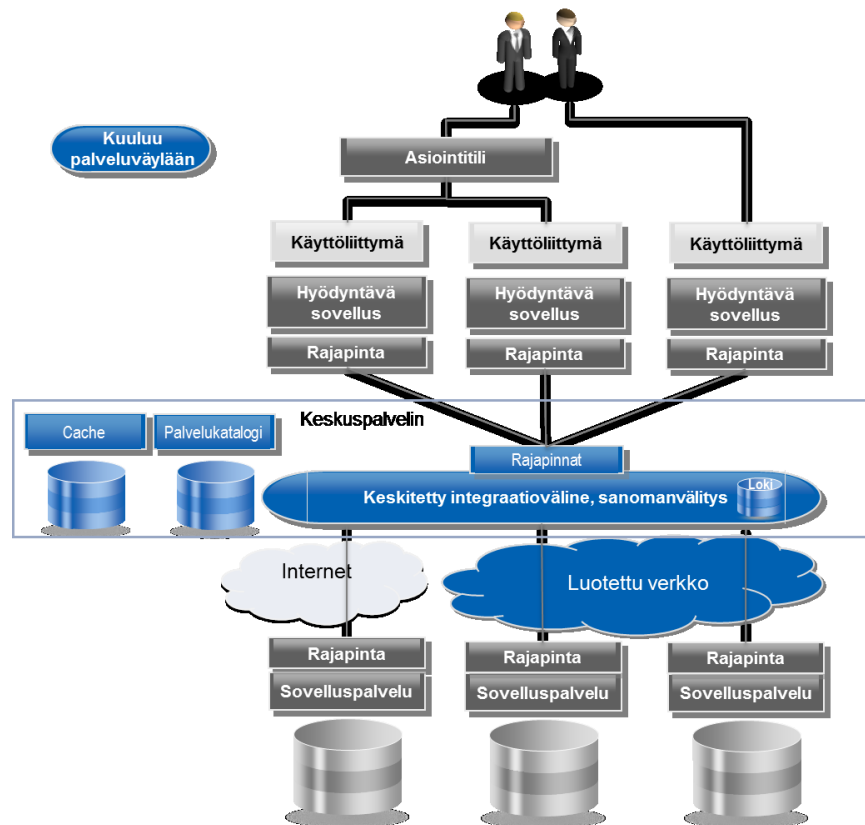 Kuuluu
palveluväylään
Asiointitili
Käyttöliittymä
Käyttöliittymä
Käyttöliittymä
Hyödyntävä
sovellus
Hyödyntävä
sovellus
Hyödyntävä
sovellus
Rajapinta
Rajapinta
Rajapinta
Keskuspalvelin
Cache
Palvelukatalogi
Rajapinnat
Keskitetty integraatioväline, sanomanvälitys
Loki
Internet
Luotettu verkko
Rajapinta
Rajapinta
Rajapinta
Sovelluspalvelu
Sovelluspalvelu
Sovelluspalvelu